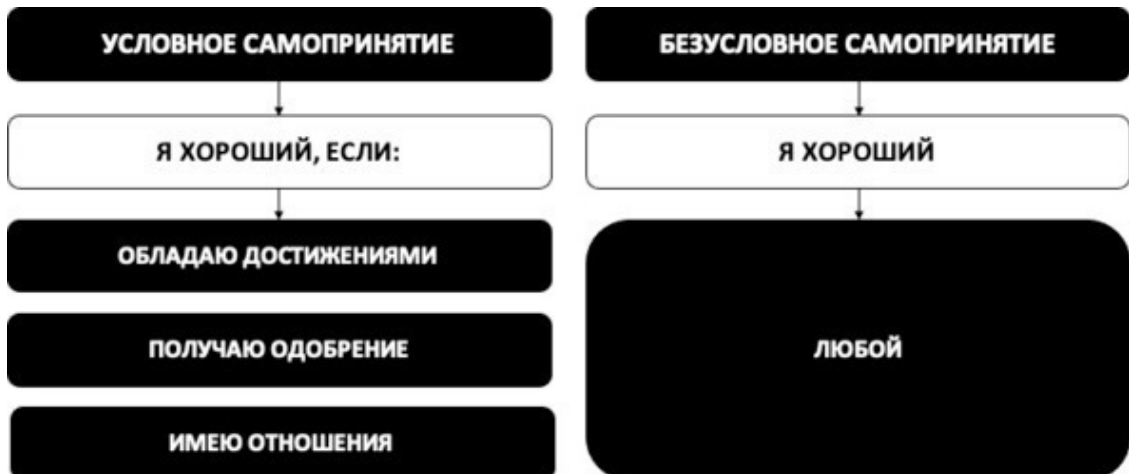 УСЛОВНОЕ САМОПРИНЯТИЕ
Я ХОРОШИЙ, ЕСЛИ:
ОБЛАДАЮ ДОСТИЖЕНИЯМИ
ПОЛУЧАЮ ОДОБРЕНИЕ
ИМЕЮ ОТНОШЕНИЯ
БЕЗУСЛОВНОЕ САМОПРИНЯТИЕ
Я ХОРОШИЙ
ЛЮБОЙ